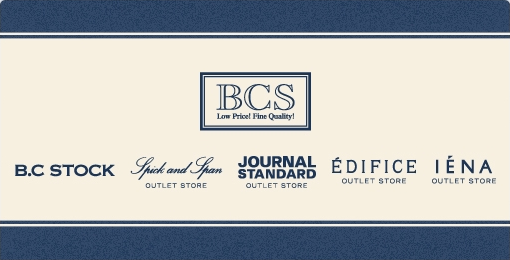 BCS
Low Price! Fine Quality!
B.C STOCK
Spick and Span
OUTLET STORE
JOURNAL
STANDARD
OUTLET STORE
ÉDIFICE
OUTLET STORE
IÉNA
OUTLET STORE